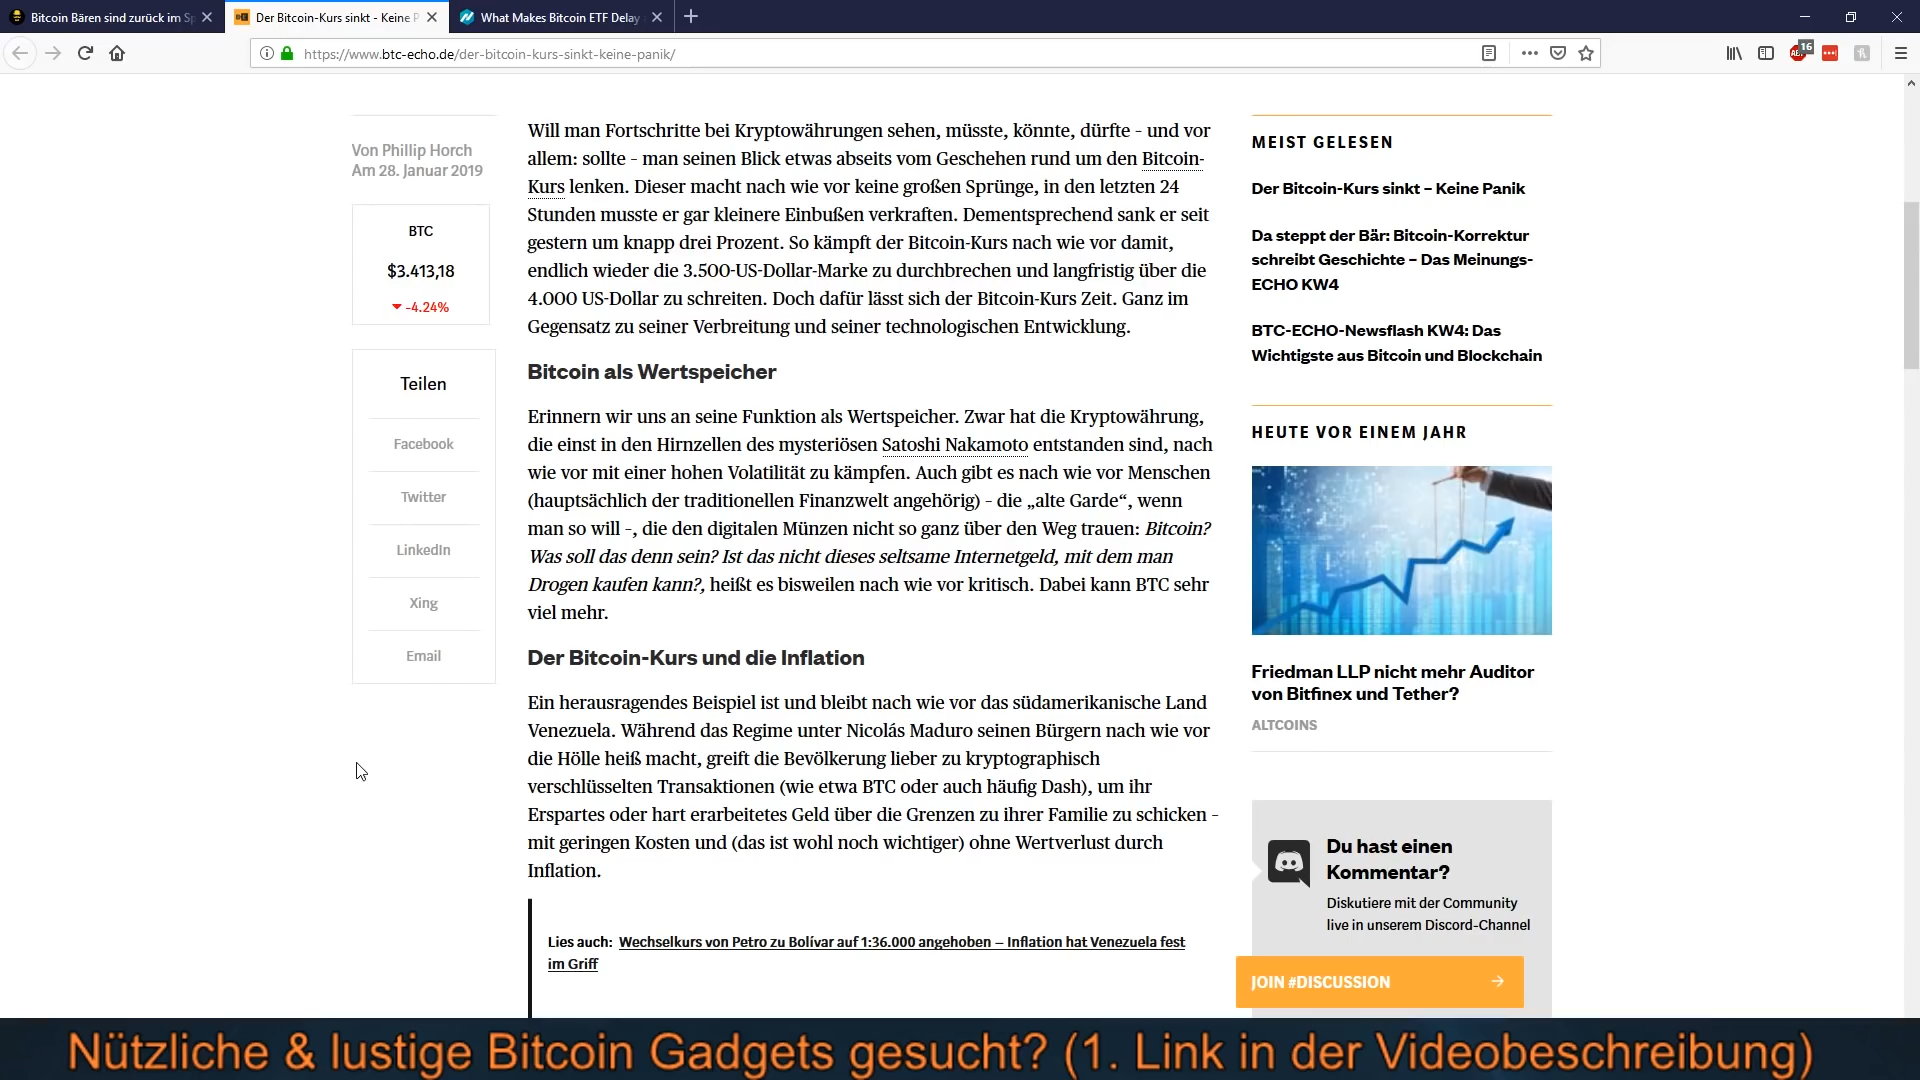 Bitcoin Bären sind zurück im Sp
Der Bitcoin-Kurs sinkt - Keine P
What Makes Bitcoin ETF Delay
https://www.btc-echo.de/der-bitcoin-kurs-sinkt-keine-panik/
16
Von Phillip Horch
Am 28. Januar 2019
BTC
$3.413,18
-4.24%
Teilen
Facebook
Twitter
LinkedIn
Xing
Email
Will man Fortschritte bei Kryptowährungen sehen, müsste, könnte, dürfte – und vor
allem: sollte – man seinen Blick etwas abseits vom Geschehen rund um den Bitcoin-
Kurs lenken. Dieser macht nach wie vor keine großen Sprünge, in den letzten 24
Stunden musste er gar kleinere Einbußen verkraften. Dementsprechend sank er seit
gestern um knapp drei Prozent. So kämpft der Bitcoin-Kurs nach wie vor damit,
endlich wieder die 3.500-US-Dollar-Marke zu durchbrechen und langfristig über die
4.000 US-Dollar zu schreiten. Doch dafür lässt sich der Bitcoin-Kurs Zeit. Ganz im
Gegensatz zu seiner Verbreitung und seiner technologischen Entwicklung.
Bitcoin als Wertspeicher
Erinnern wir uns an seine Funktion als Wertspeicher. Zwar hat die Kryptowährung,
die einst in den Hirnzellen des mysteriösen Satoshi Nakamoto entstanden sind, nach
wie vor mit einer hohen Volatilität zu kämpfen. Auch gibt es nach wie vor Menschen
(hauptsächlich der traditionellen Finanzwelt angehörig) – die „alte Garde“, wenn
man so will –, die den digitalen Münzen nicht so ganz über den Weg trauen: Bitcoin?
Was soll das denn sein? Ist das nicht dieses seltsame Internetgeld, mit dem man
Drogen kaufen kann?, heißt es bisweilen nach wie vor kritisch. Dabei kann BTC sehr
viel mehr.
Der Bitcoin-Kurs und die Inflation
Ein herausragendes Beispiel ist und bleibt nach wie vor das südamerikanische Land
Venezuela. Während das Regime unter Nicolás Maduro seinen Bürgern nach wie vor
die Hölle heiß macht, greift die Bevölkerung lieber zu kryptographisch
verschlüsselten Transaktionen (wie etwa BTC oder auch häufig Dash), um ihr
Erspartes oder hart erarbeitetes Geld über die Grenzen zu ihrer Familie zu schicken –
mit geringen Kosten und (das ist wohl noch wichtiger) ohne Wertverlust durch
Inflation.
Lies auch: Wechselkurs von Petro zu Bolívar auf 1:36.000 angehoben – Inflation hat Venezuela fest
im Griff
MEIST GELESEN
Der Bitcoin-Kurs sinkt – Keine Panik
Da steppt der Bär: Bitcoin-Korrektur
schreibt Geschichte – Das Meinungs-
ECHO KW4
BTC-ECHO-Newsflash KW4: Das
Wichtigste aus Bitcoin und Blockchain
HEUTE VOR EINEM JAHR
Friedman LLP nicht mehr Auditor
von Bitfinex und Tether?
ALTCOINS
Du hast einen
Kommentar?
Diskutiere mit der Community
live in unserem Discord-Channel
JOIN #DISCUSSION
Nützliche & lustige Bitcoin Gadgets gesucht? (1. Link in der Videobeschreibung)